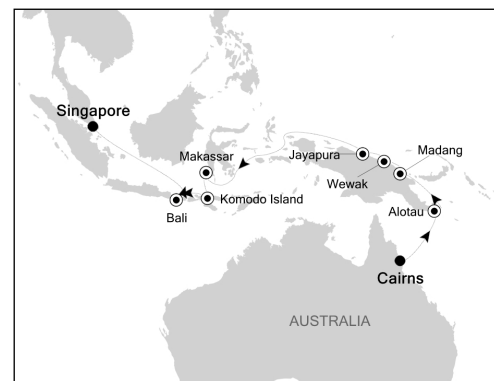 Singapore
Makassar
Jayapura
Madang
Wewak
Komodo Island
Alotau
Bali
Cairns
AUSTRALIA